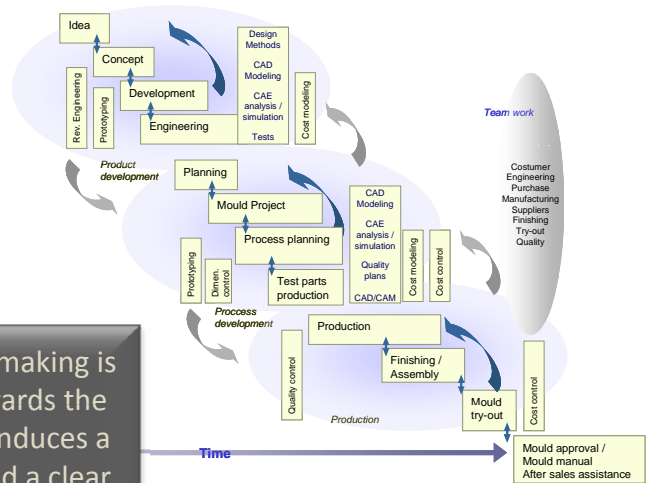 Idea
Concept
Development
Engineering
Rev. Engineering
Prototyping
Design
Methods
CAD
Modeling
CAE
analysis /
simulation
Tests
Cost modeling
Product
development
Team work
Costumer
Engineering
Purchase
Manufacturing
Suppliers
Finishing
Try-out
Quality
Planning
Mould Project
Process planning
Test parts
production
Prototyping
Dimen.
control
CAD
Modeling
CAE
analysis /
simulation
Quality
plans
CAD/CAM
Cost modeling
Cost control
Proccess
development
Production
Finishing /
Assembly
Mould
try-out
Quality control
Cost control
Production
making is
ards the
nduces a
d a clear
Time
Mould approval /
Mould manual
After sales assistance